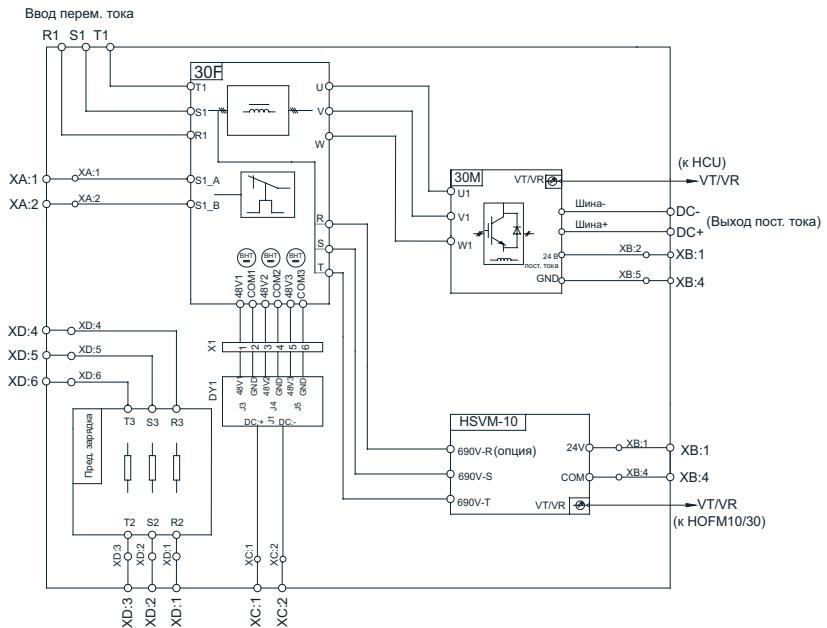 Ввод перем. тока
R1 S1 T1
30F
T1
S1
R1
U
V
W
XA:1
XA:1
S1_A
XA:2
XA:2
S1_B
R
S
T
ВНТ ВНТ ВНТ
48V1 COM1 48V2 COM2 48V3 COM3
30M
VT/VR
(к HCU)
VT/VR
U1
V1
W1
Шина-
DC-
(Выход пост. тока)
Шина+
DC+
24 В
пост. тока
XB:2
XB:1
GND
XB:5
XB:4
X1
1 2 3 4 5 6
DY1
48V1 GND 48V2 GND 48V3 GND
J3 J4 J5
DC:+ J1 DC:-
XD:4
XD:4
XD:5
XD:5
XD:6
XD:6
Пред. зарядка
T3 S3 R3
T2 S2 R2
XD:3 XD:2 XD:1
XD:3 XD:2 XD:1
XC:1 XC:2
XC:1 XC:2
HSVM-10
690V-R (опция)
690V-S
690V-T
24V
XB:1
XB:1
COM
XB:4
XB:4
VT/VR
VT/VR
(к HOFM10/30)